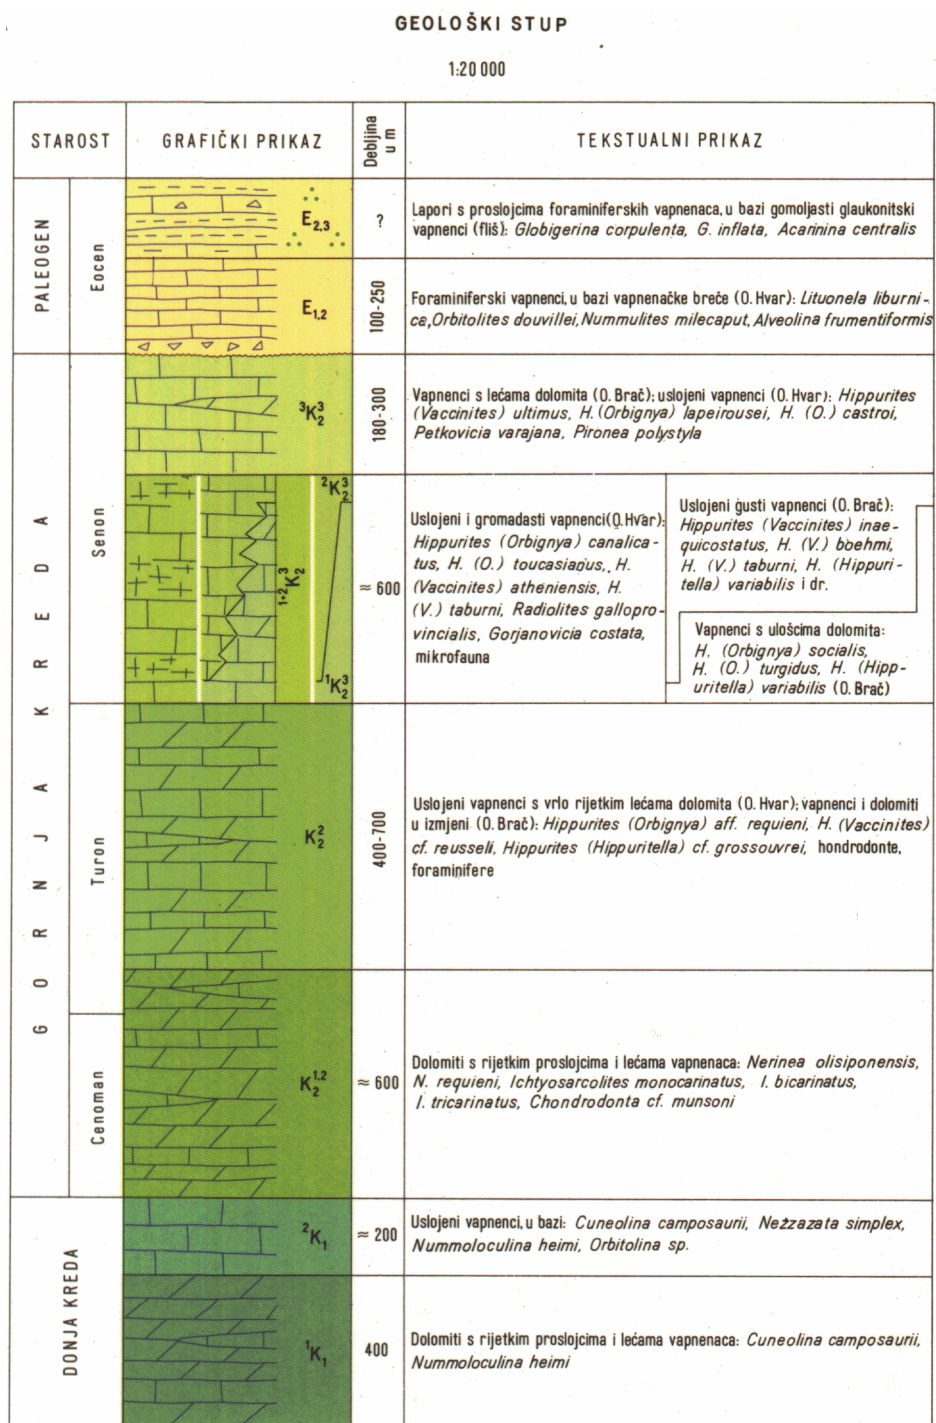 GEOLOŠKI STUP
1:20 000
STAROST
GRAFIČKI PRIKAZ
Debljina
u m
TEKSTUALNI PRIKAZ
PALEOGEN
Eocen
E2,3
?
Lapori s proslojcima foraminiferskih vapnenaca, u bazi gomoljasti glaukonitski
vapnenci (fliš): Globigerina corpulenta, G. inflata, Acarinina centralis
E1,2
100-250
Foraminiferski vapnenci, u bazi vapnenačke breče (O. Hvar): Lituonela liburni-
ca, Orbitolites douvillei, Nummulites milecaput, Alveolina frumentiformis
GORNJA KREDA
Senon
³K₂³
180-300
Vapnenci s lećama dolomita (O. Brač); uslojeni vapnenci (O. Hvar): Hippurites
(Vaccinites) ultimus, H. (Orbignya) lapeirousei, H. (O.) castroi,
Petkovicia varajana, Pironea polystyla
²K₂³
¹⁺²K₂³
¹K₂³
≈ 600
Uslojeni i gromadasti vapnenci (O. Hvar):
Hippurites (Orbignya) canalica-
tus, H. (O.) toucasiagus, H.
(Vaccinites) atheniensis, H.
(V.) taburni, Radiolites gallopro-
vincialis, Gorjanovicia costata,
mikrofauna
Uslojeni gusti vapnenci (O. Brač):
Hippurites (Vaccinites) inae-
quicostatus, H. (V.) boehmi,
H. (V.) taburni, H. (Hippuri-
tella) variabilis i dr.
Vapnenci s ulošcima dolomita:
H. (Orbignya) socialis,
H. (O.) turgidus, H. (Hipp-
uritella) variabilis (O. Brač)
Turon
K₂²
400-700
Uslojeni vapnenci s vrlo rijetkim lećama dolomita (O. Hvar); vapnenci i dolomiti
u izmjeni (O. Brač): Hippurites (Orbignya) aff. requieni, H. (Vaccinites)
cf. reusseli, Hippurites (Hippuritella) cf. grossouvrei, hondrodonte,
foraminifere
Cenoman
K₂¹,²
≈ 600
Dolomiti s rijetkim proslojcima i lećama vapnenaca: Nerinea olisiponensis,
N. requieni, Ichtyosarcolites monocarinatus, I. bicarinatus,
I. tricarinatus, Chondrodonta cf. munsoni
DONJA KREDA
²K₁
≈ 200
Uslojeni vapnenci, u bazi: Cuneolina camposaurii, Nezzazata simplex,
Nummoloculina heimi, Orbitolina sp.
¹K₁
400
Dolomiti s rijetkim proslojcima i lećama vapnenaca: Cuneolina camposaurii,
Nummoloculina heimi